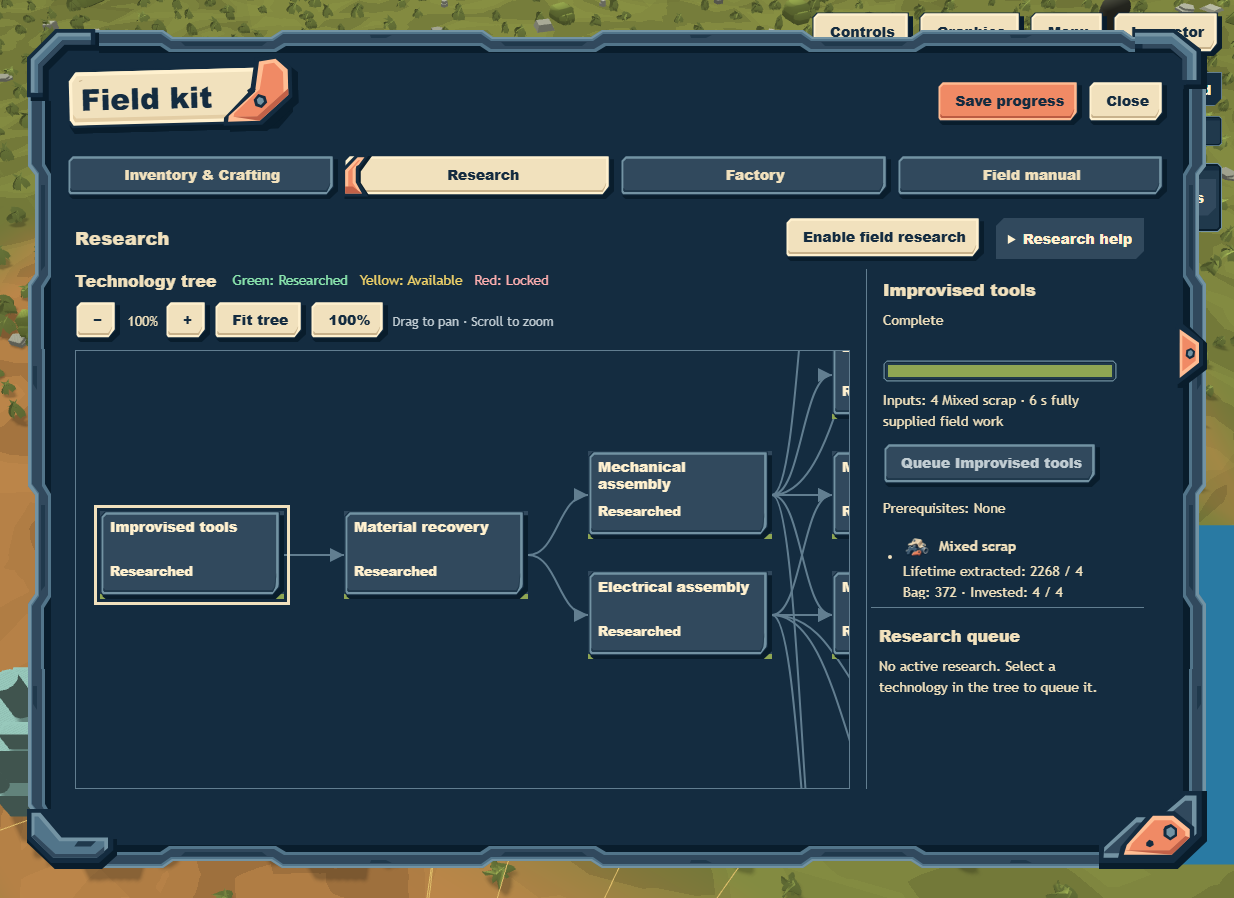 Controls
Field kit
Save progress
Close
Inventory & Crafting
Research
Factory
Field manual
Research
Enable field research
▸ Research help
Technology tree
Green: Researched
Yellow: Available
Red: Locked
−
100%
+
Fit tree
100%
Drag to pan · Scroll to zoom
Improvised tools
Researched
Material recovery
Researched
Mechanical
assembly
Researched
Electrical assembly
Researched
Improvised tools
Complete
Inputs: 4 Mixed scrap · 6 s fully
supplied field work
Queue Improvised tools
Prerequisites: None
• Mixed scrap
Lifetime extracted: 2268 / 4
Bag: 372 · Invested: 4 / 4
Research queue
No active research. Select a
technology in the tree to queue it.